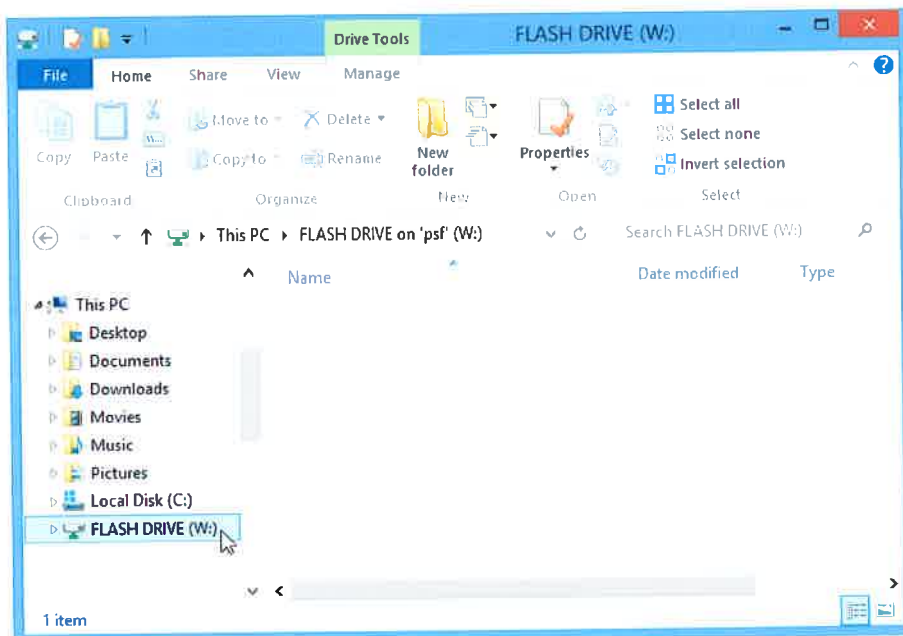 Drive Tools
FLASH DRIVE (W:)
File
Home
Share
View
Manage
Copy
Paste
Move to
Copy to
Delete
Rename
New folder
Properties
Select all
Select none
Invert selection
Clipboard
Organize
New
Open
Select
This PC
FLASH DRIVE on 'psf' (W:)
Search FLASH DRIVE (W:)
Name
Date modified
Type
This PC
Desktop
Documents
Downloads
Movies
Music
Pictures
Local Disk (C:)
FLASH DRIVE (W:)
1 item